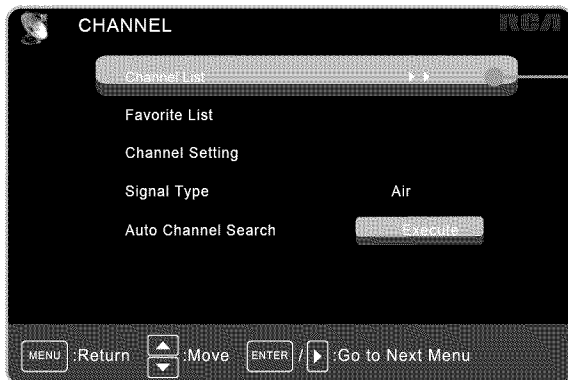 CHANNEL
RCA
Channel List
Favorite List
Channel Setting
Signal Type Air
Auto Channel Search Execute
MENU :Return :Move ENTER / :Go to Next Menu